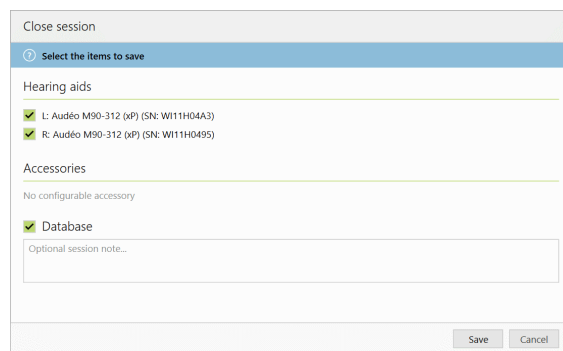 Close session
Select the items to save
Hearing aids
L: Audéo M90-312 (xP) (SN: WI11H04A3)
R: Audéo M90-312 (xP) (SN: WI11H0495)
Accessories
No configurable accessory
Database
Optional session note...
Save Cancel